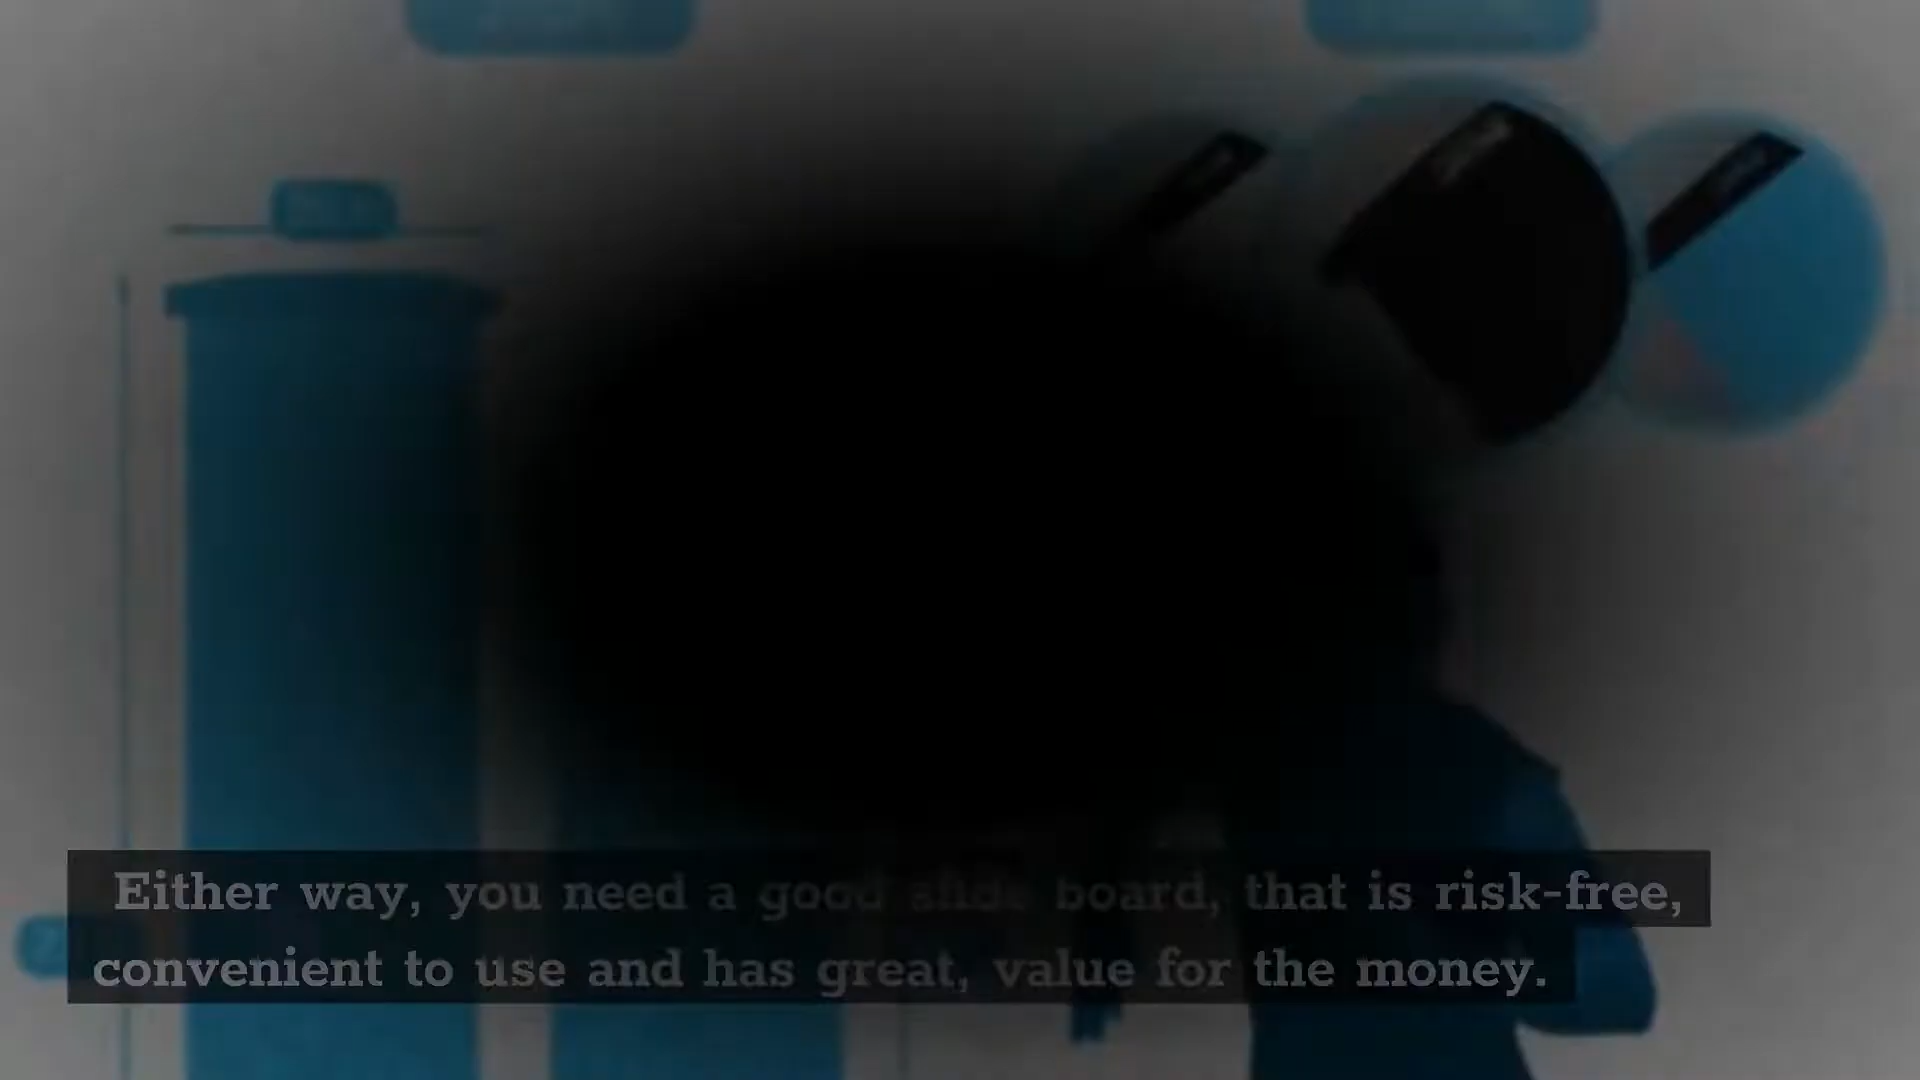 Either way, you need a good slide board, that is risk-free,
convenient to use and has great, value for the money.